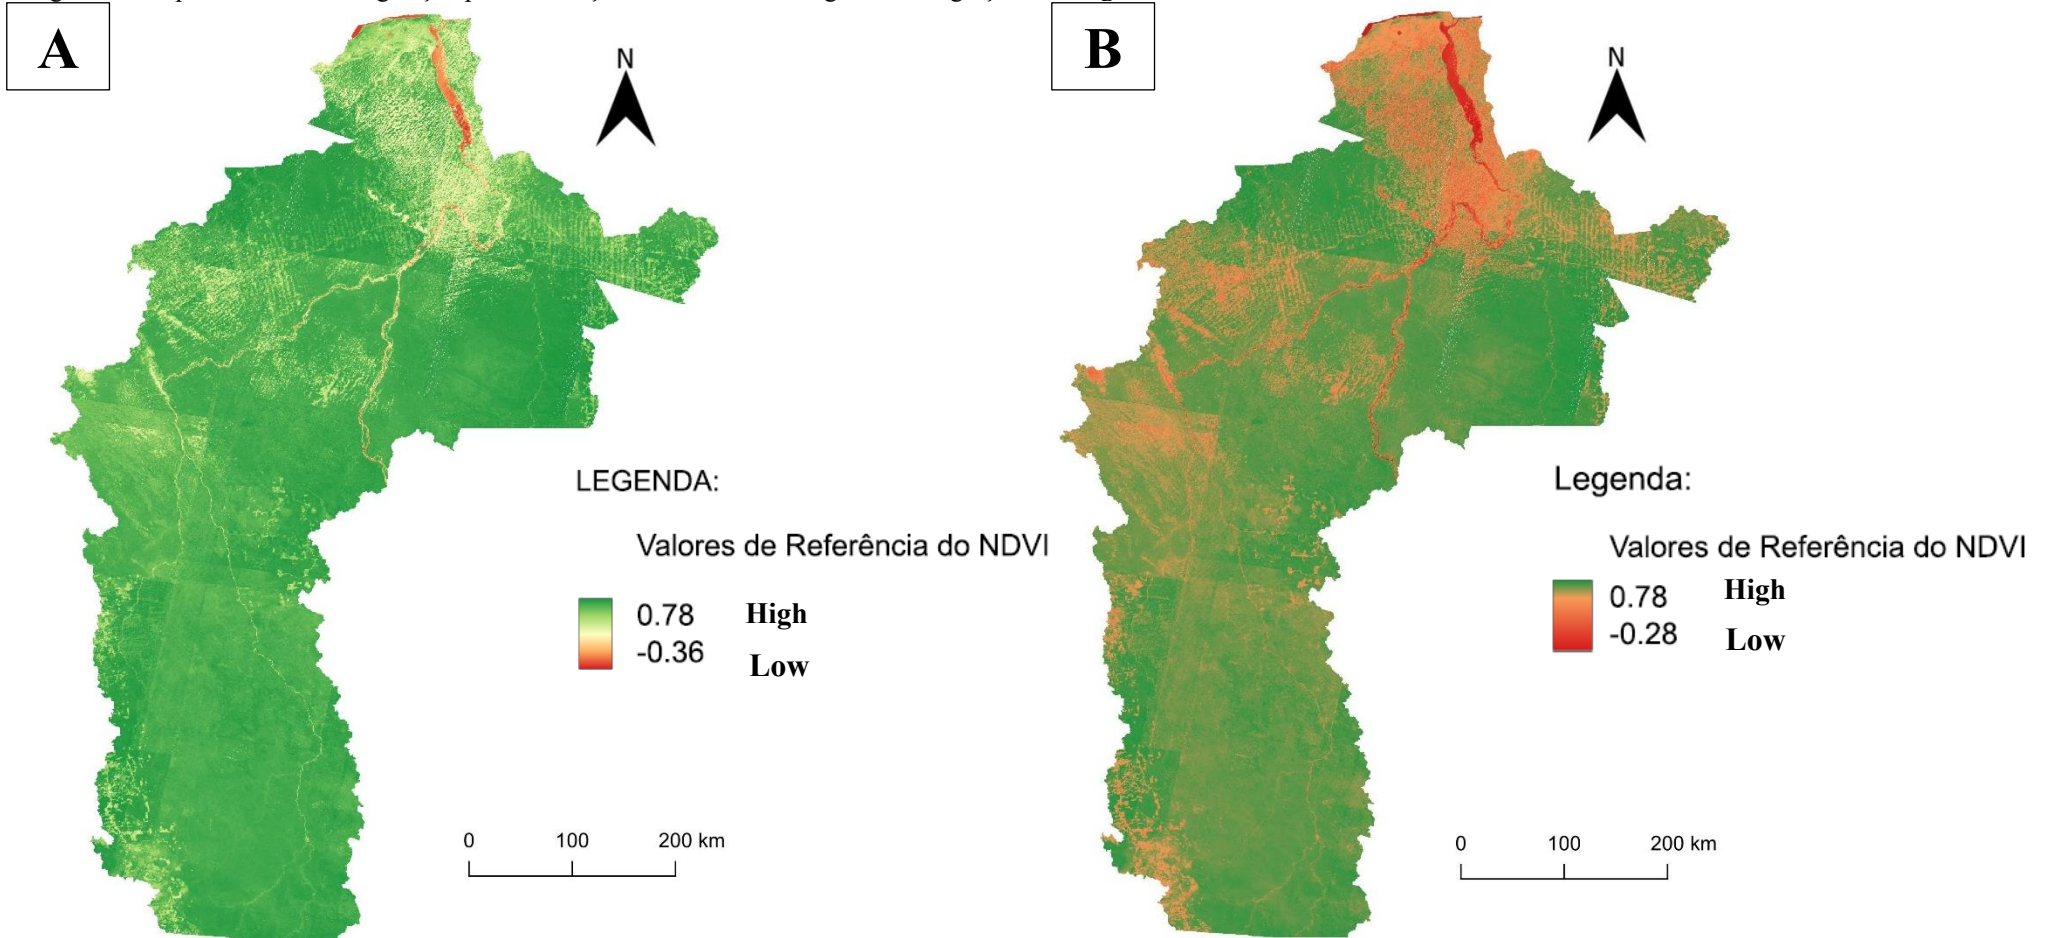 A
N
LEGENDA:
Valores de Referência do NDVI
0.78 High
-0.36 Low
0 100 200 km
B
N
Legenda:
Valores de Referência do NDVI
0.78 High
-0.28 Low
0 100 200 km